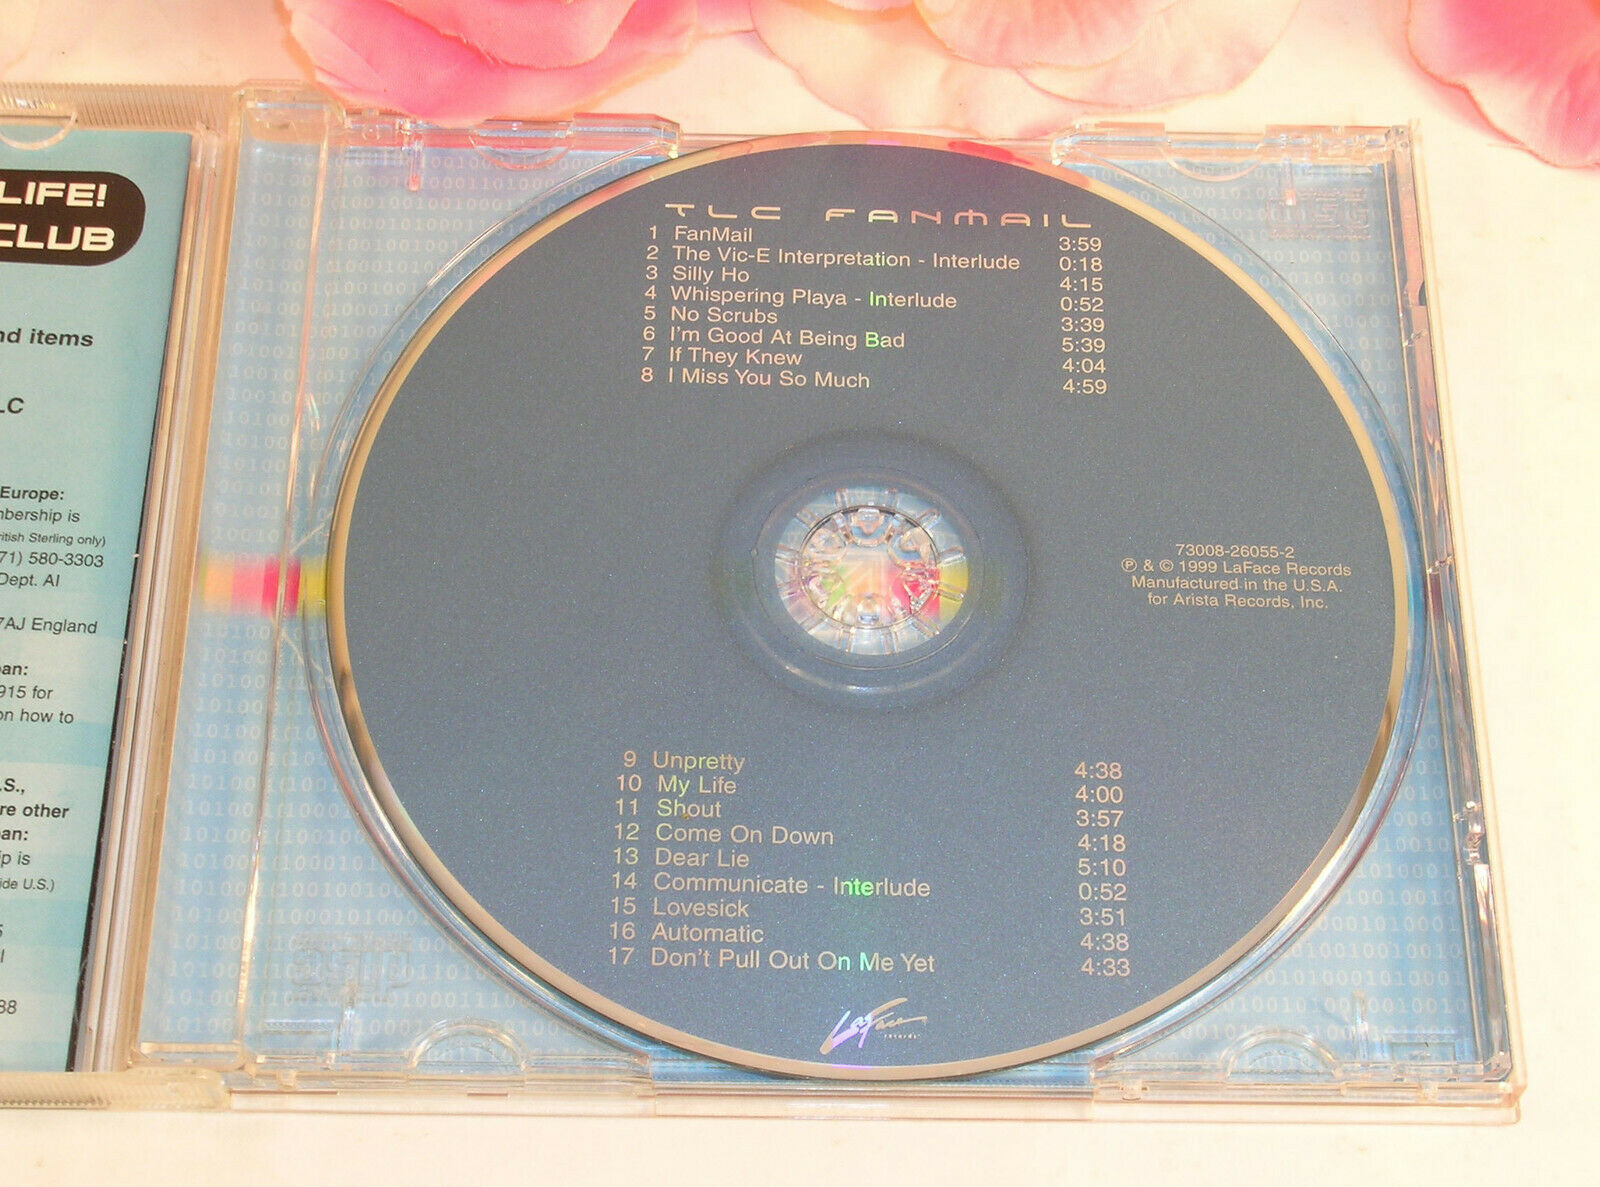 LIFE!
CLUB
nd items
LC
Europe:
mbership is
ritish Sterling only)
71) 580-3303
Dept. AI
7AJ England
pan:
915 for
on how to
.S.,
re other
pan:
hip is
ide U.S.)
88
TLC FANMAIL
1 FanMail 3:59
2 The Vic-E Interpretation - Interlude 0:18
3 Silly Ho 4:15
4 Whispering Playa - Interlude 0:52
5 No Scrubs 3:39
6 I'm Good At Being Bad 5:39
7 If They Knew 4:04
8 I Miss You So Much 4:59
73008-26055-2
℗ & © 1999 LaFace Records
Manufactured in the U.S.A.
for Arista Records, Inc.
9 Unpretty 4:38
10 My Life 4:00
11 Shout 3:57
12 Come On Down 4:18
13 Dear Lie 5:10
14 Communicate - Interlude 0:52
15 Lovesick 3:51
16 Automatic 4:38
17 Don't Pull Out On Me Yet 4:33
LaFace
records